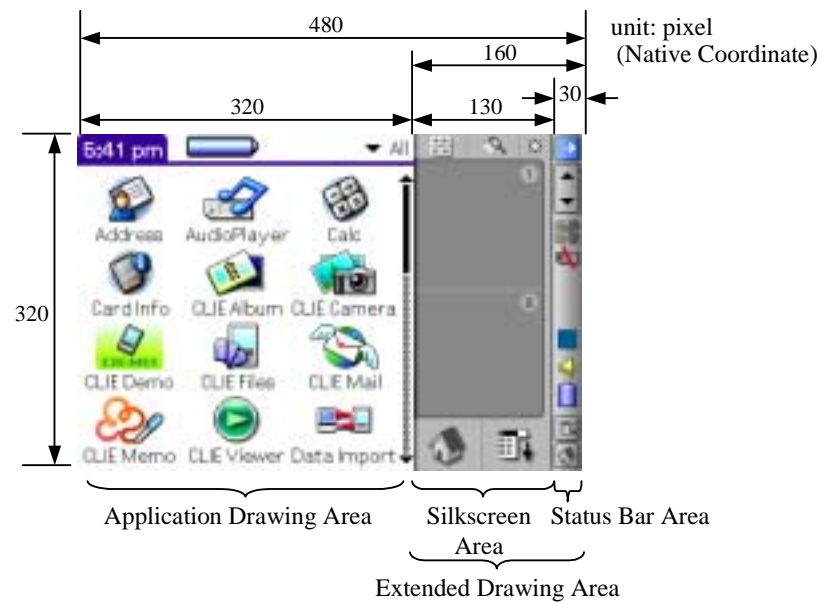 480
unit: pixel
(Native Coordinate)
160
320
130
30
5:41 pm
All
1
Address
AudioPlayer
Calc
320
Card Info
CLIE Album
CLIE Camera
CLIE Demo
CLIE Files
CLIE Mail
CLIE Memo
CLIE Viewer
Data Import
Application Drawing Area
Silkscreen
Area
Status Bar Area
Extended Drawing Area